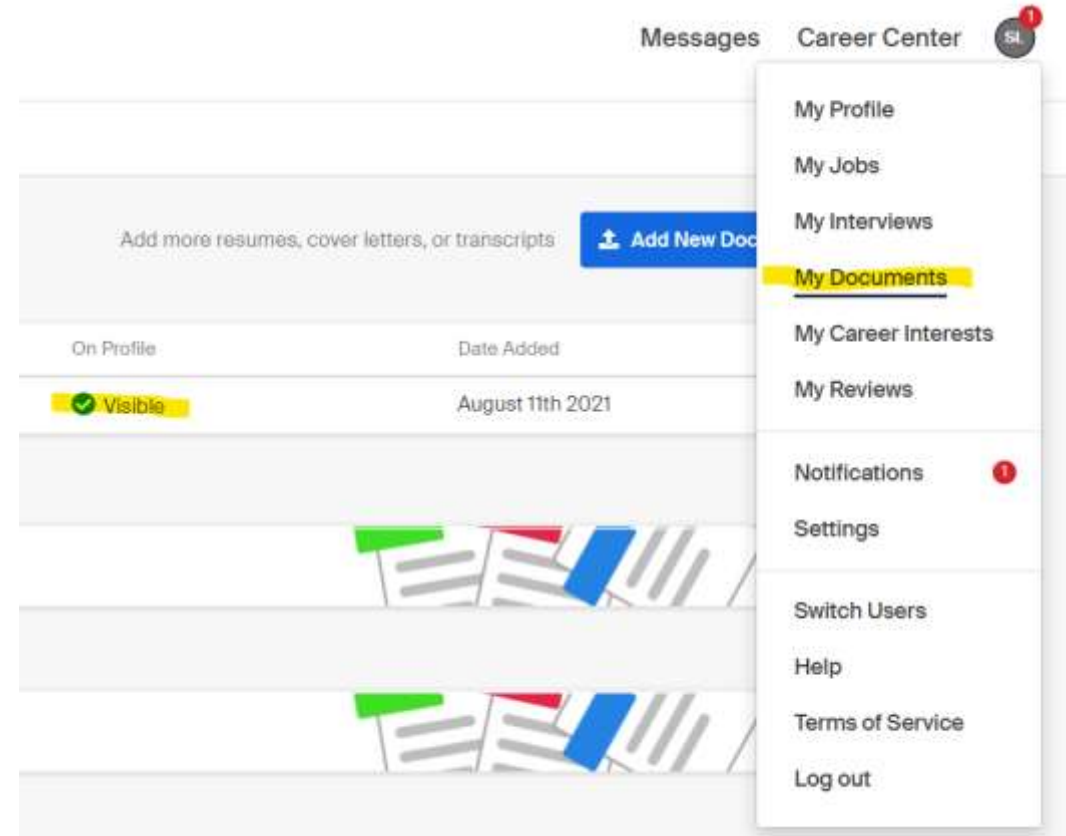 Messages Career Center SL 1
My Profile
My Jobs
My Interviews
Add more resumes, cover letters, or transcripts Add New Doc
My Documents
On Profile Date Added
My Career Interests
Visible August 11th 2021
My Reviews
Notifications 1
Settings
Switch Users
Help
Terms of Service
Log out